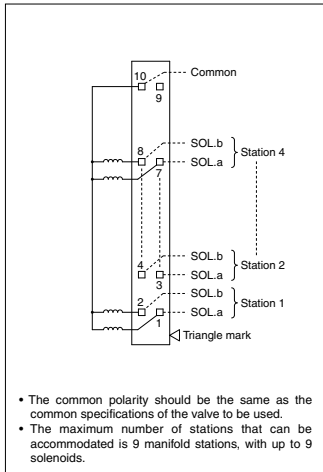 10
Common
9
8
SOL.b
SOL.a
Station 4
7
4
SOL.b
SOL.a
Station 2
3
2
SOL.b
SOL.a
Station 1
1
Triangle mark
• The common polarity should be the same as the
common specifications of the valve to be used.
• The maximum number of stations that can be
accommodated is 9 manifold stations, with up to 9
solenoids.